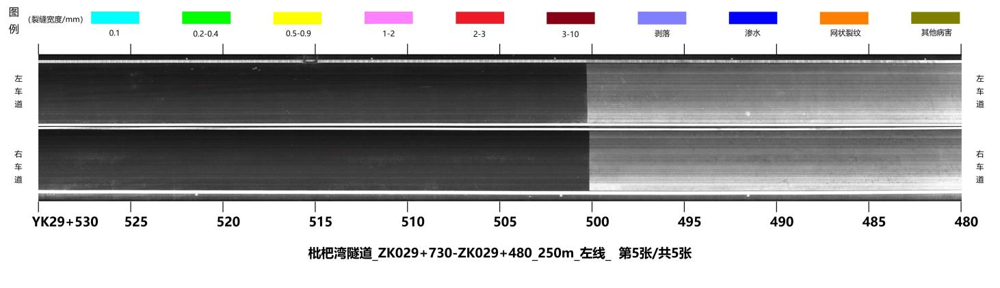 图例 (裂缝宽度/mm) 0.1 0.2-0.4 0.5-0.9 1-2 2-3 3-10 剥落 渗水 网状裂纹 其他病害
左车道 左车道
右车道 右车道
YK29+530 525 520 515 510 505 500 495 490 485 480
枇杷湾隧道_ZK029+730-ZK029+480_250m_左线_ 第5张/共5张